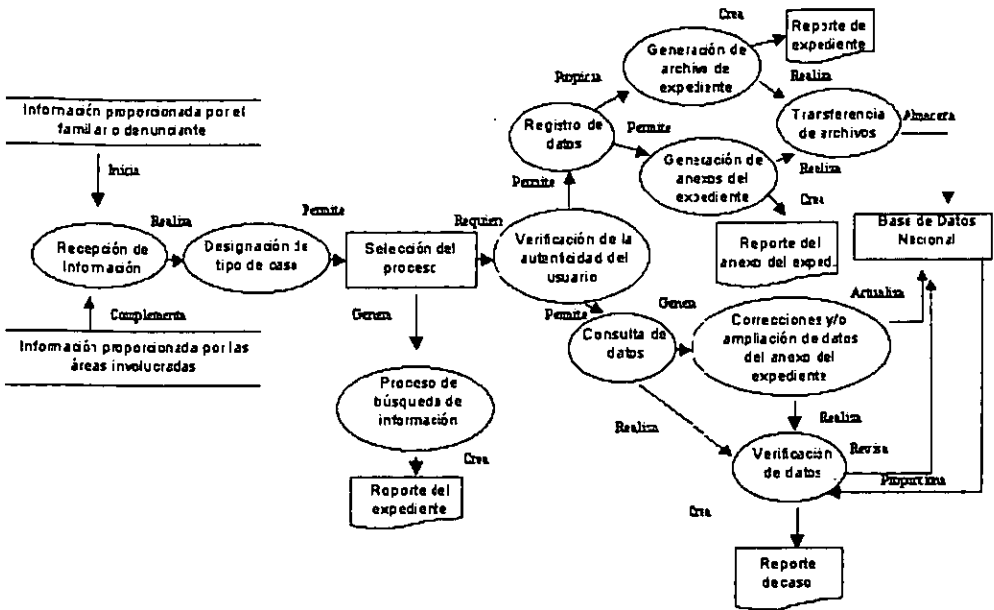 Crea
Reporte de
expediente
Generación de
archivo de
expediente
Propicia
Realiza
Información proporcionada por el
familiar o denunciante
Registro de
datos
Permite
Transferencia
de archivos
Almacena
Inicia
Generación de
anexos del
expediente
Realiza
Permite
Crea
Realiza
Permite
Requiere
Base de Datos
Nacional
Recepción de
Información
Designación de
tipo de caso
Selección del
proceso
Verificación de la
autenticidad del
usuario
Reporte del
anexo del exped.
Complementa
Genera
Permite
Genera
Actualiza
Información proporcionada por las
áreas involucradas
Consulta de
datos
Correcciones y/o
ampliación de datos
del anexo del
expediente
Proceso de
búsqueda de
información
Realiza
Realiza
Verificación
de datos
Revisa
Proporciona
Crea
Reporte del
expediente
Crea
Reporte
de caso